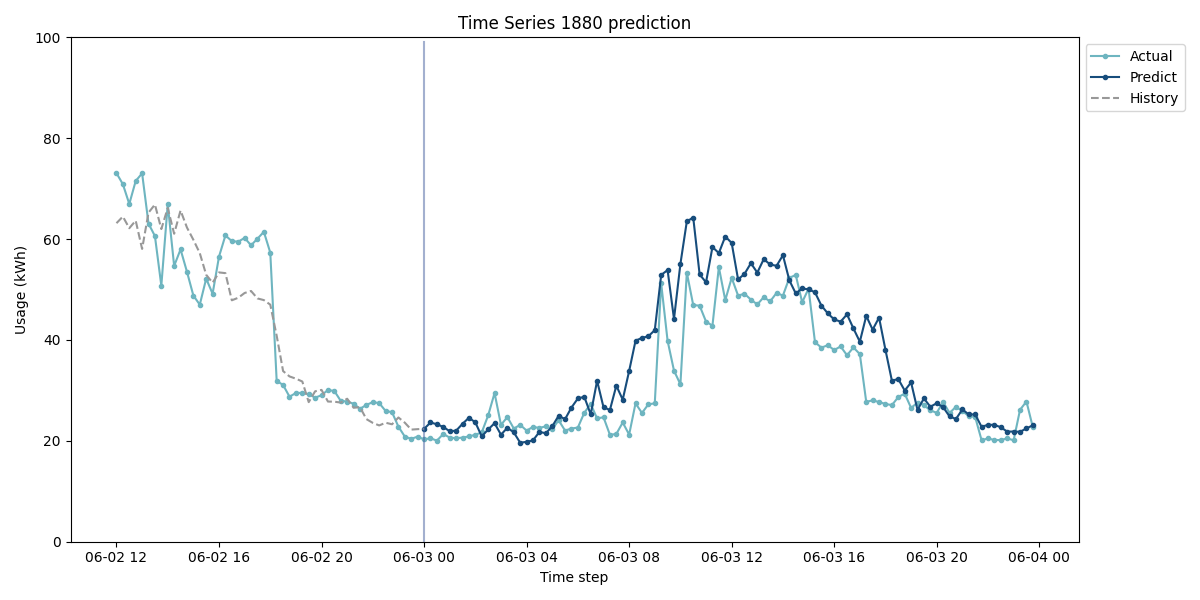 Time Series 1880 prediction
Usage (kWh)
100
80
60
40
20
0
06-02 12
06-02 16
06-02 20
06-03 00
06-03 04
06-03 08
06-03 12
06-03 16
06-03 20
06-04 00
Time step
Actual
Predict
History